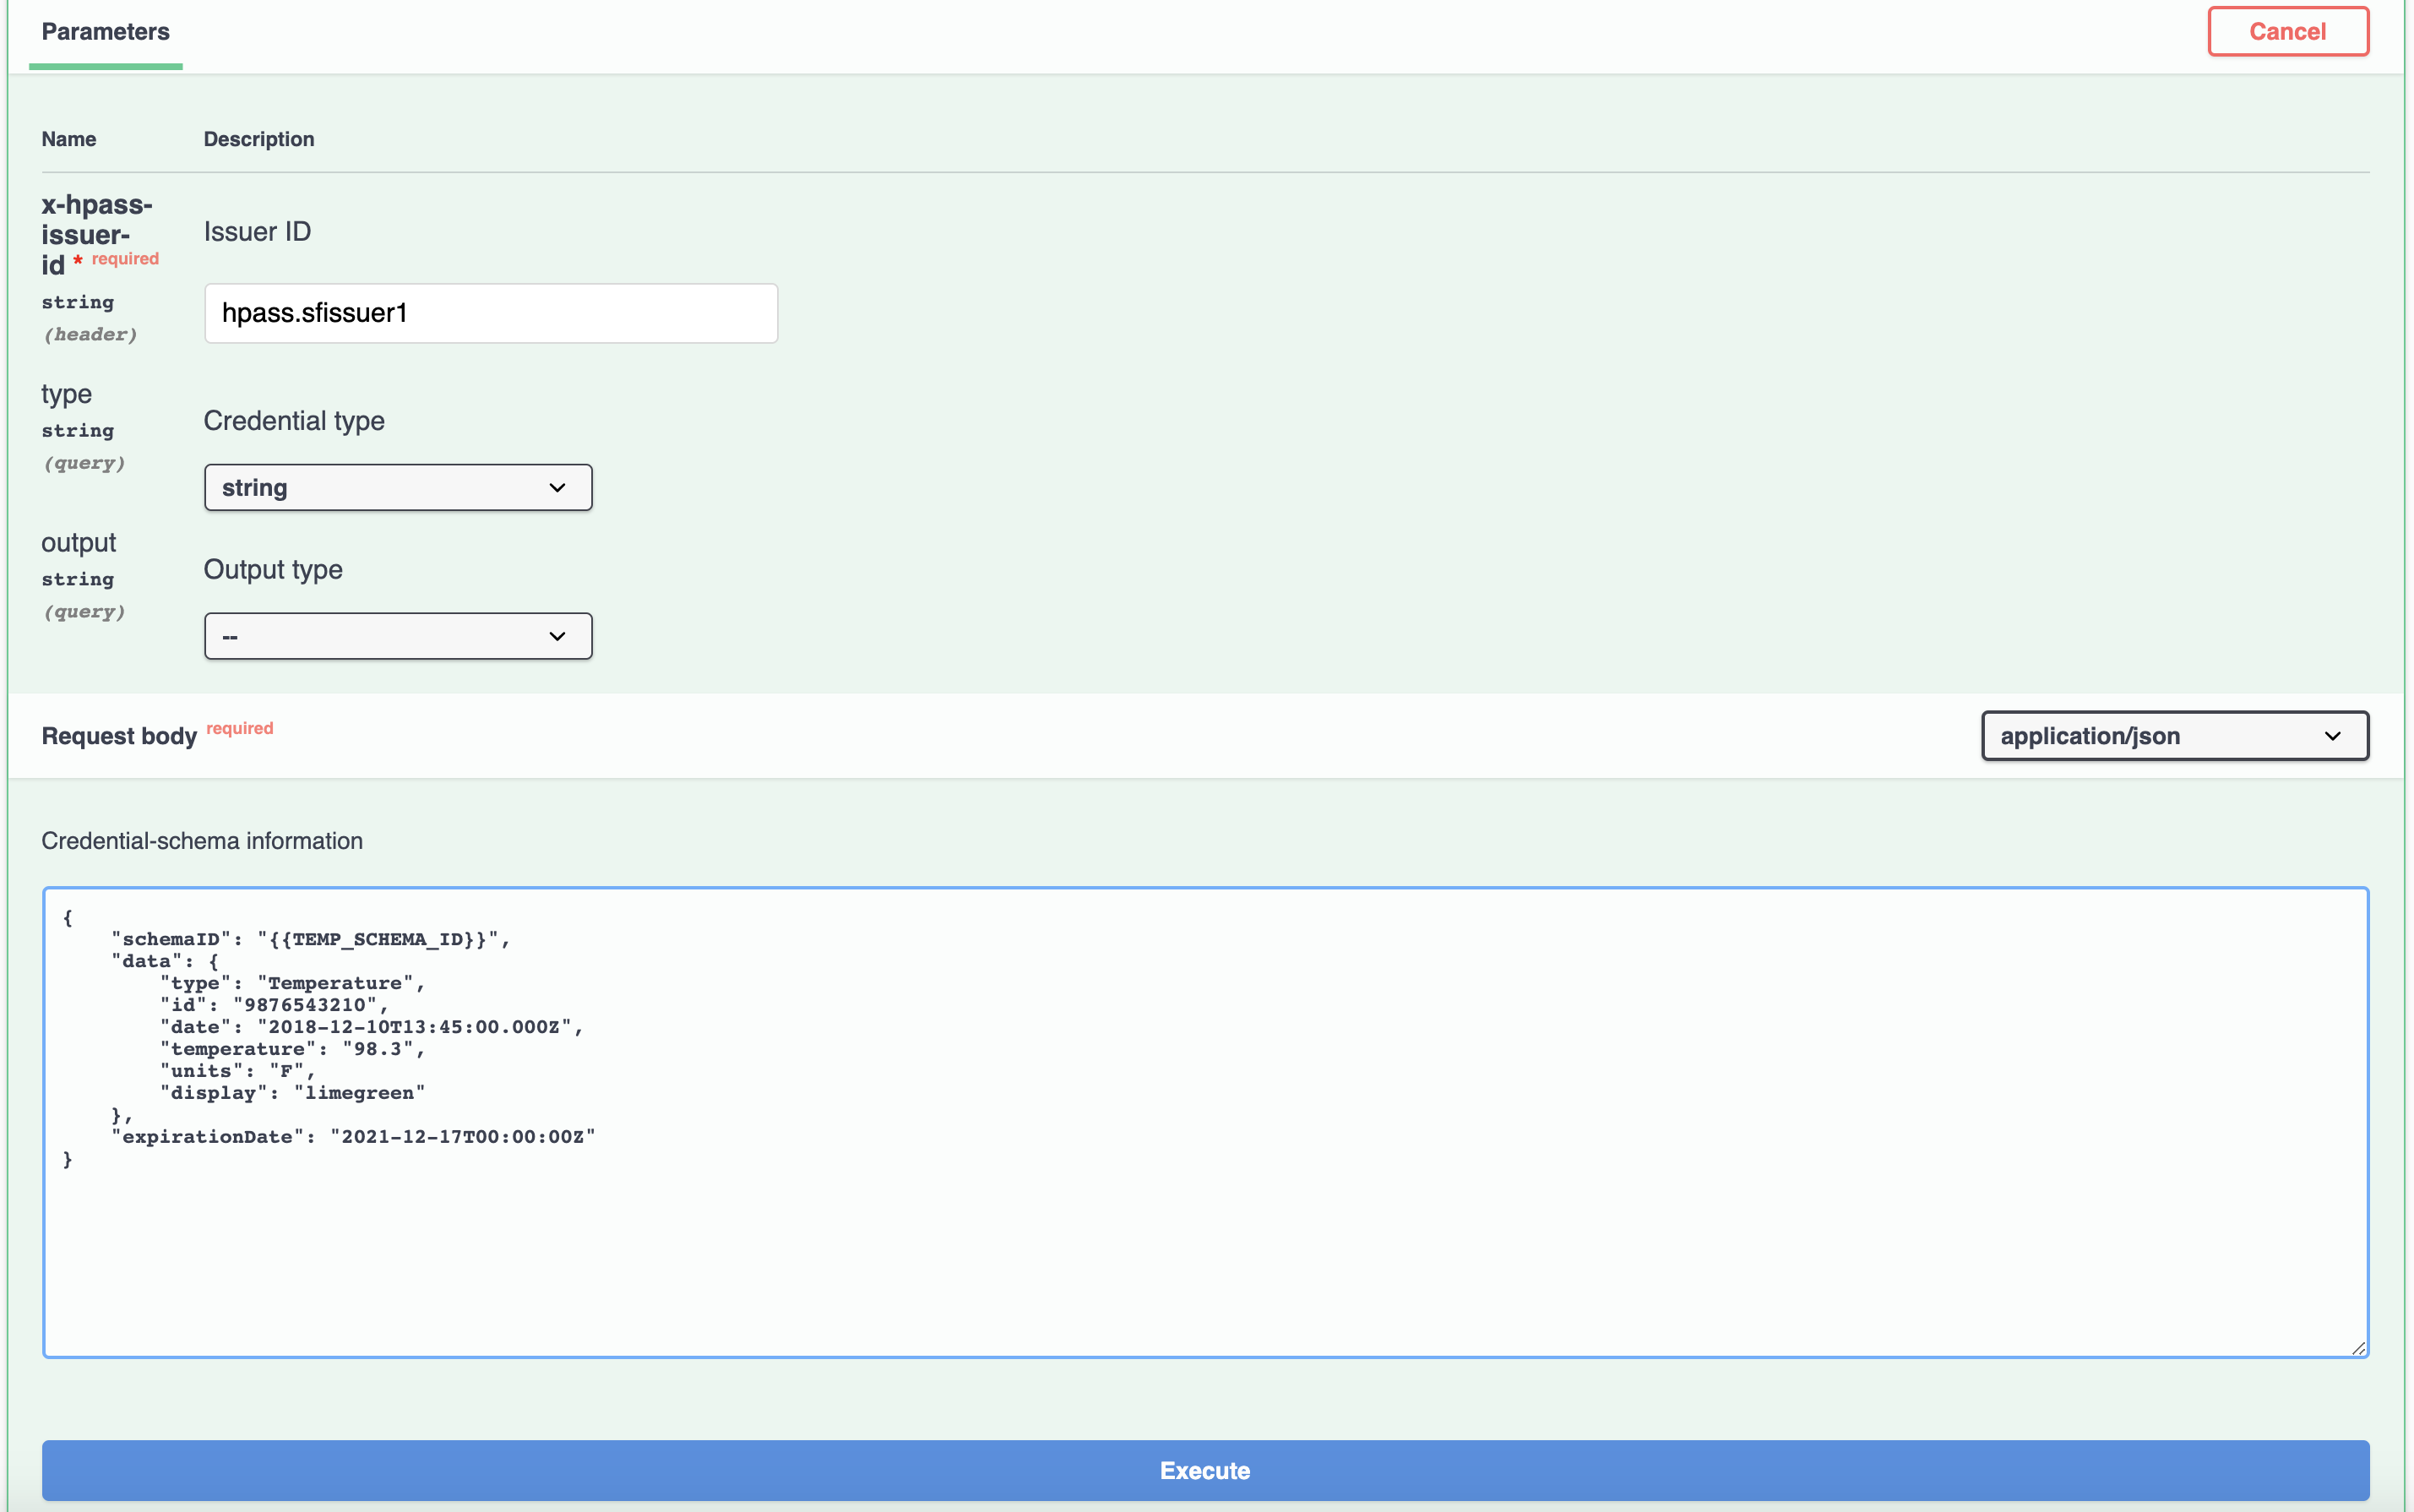 Parameters
Cancel
Name Description
x-hpass-
issuer-
id * required
string
(header)
Issuer ID
hpass.sfissuer1
type
string
(query)
Credential type
string
output
string
(query)
Output type
--
Request body required
application/json
Credential-schema information
{
    "schemaID": "{{TEMP_SCHEMA_ID}}",
    "data": {
        "type": "Temperature",
        "id": "9876543210",
        "date": "2018-12-10T13:45:00.000Z",
        "temperature": "98.3",
        "units": "F",
        "display": "limegreen"
    },
    "expirationDate": "2021-12-17T00:00:00Z"
}
Execute